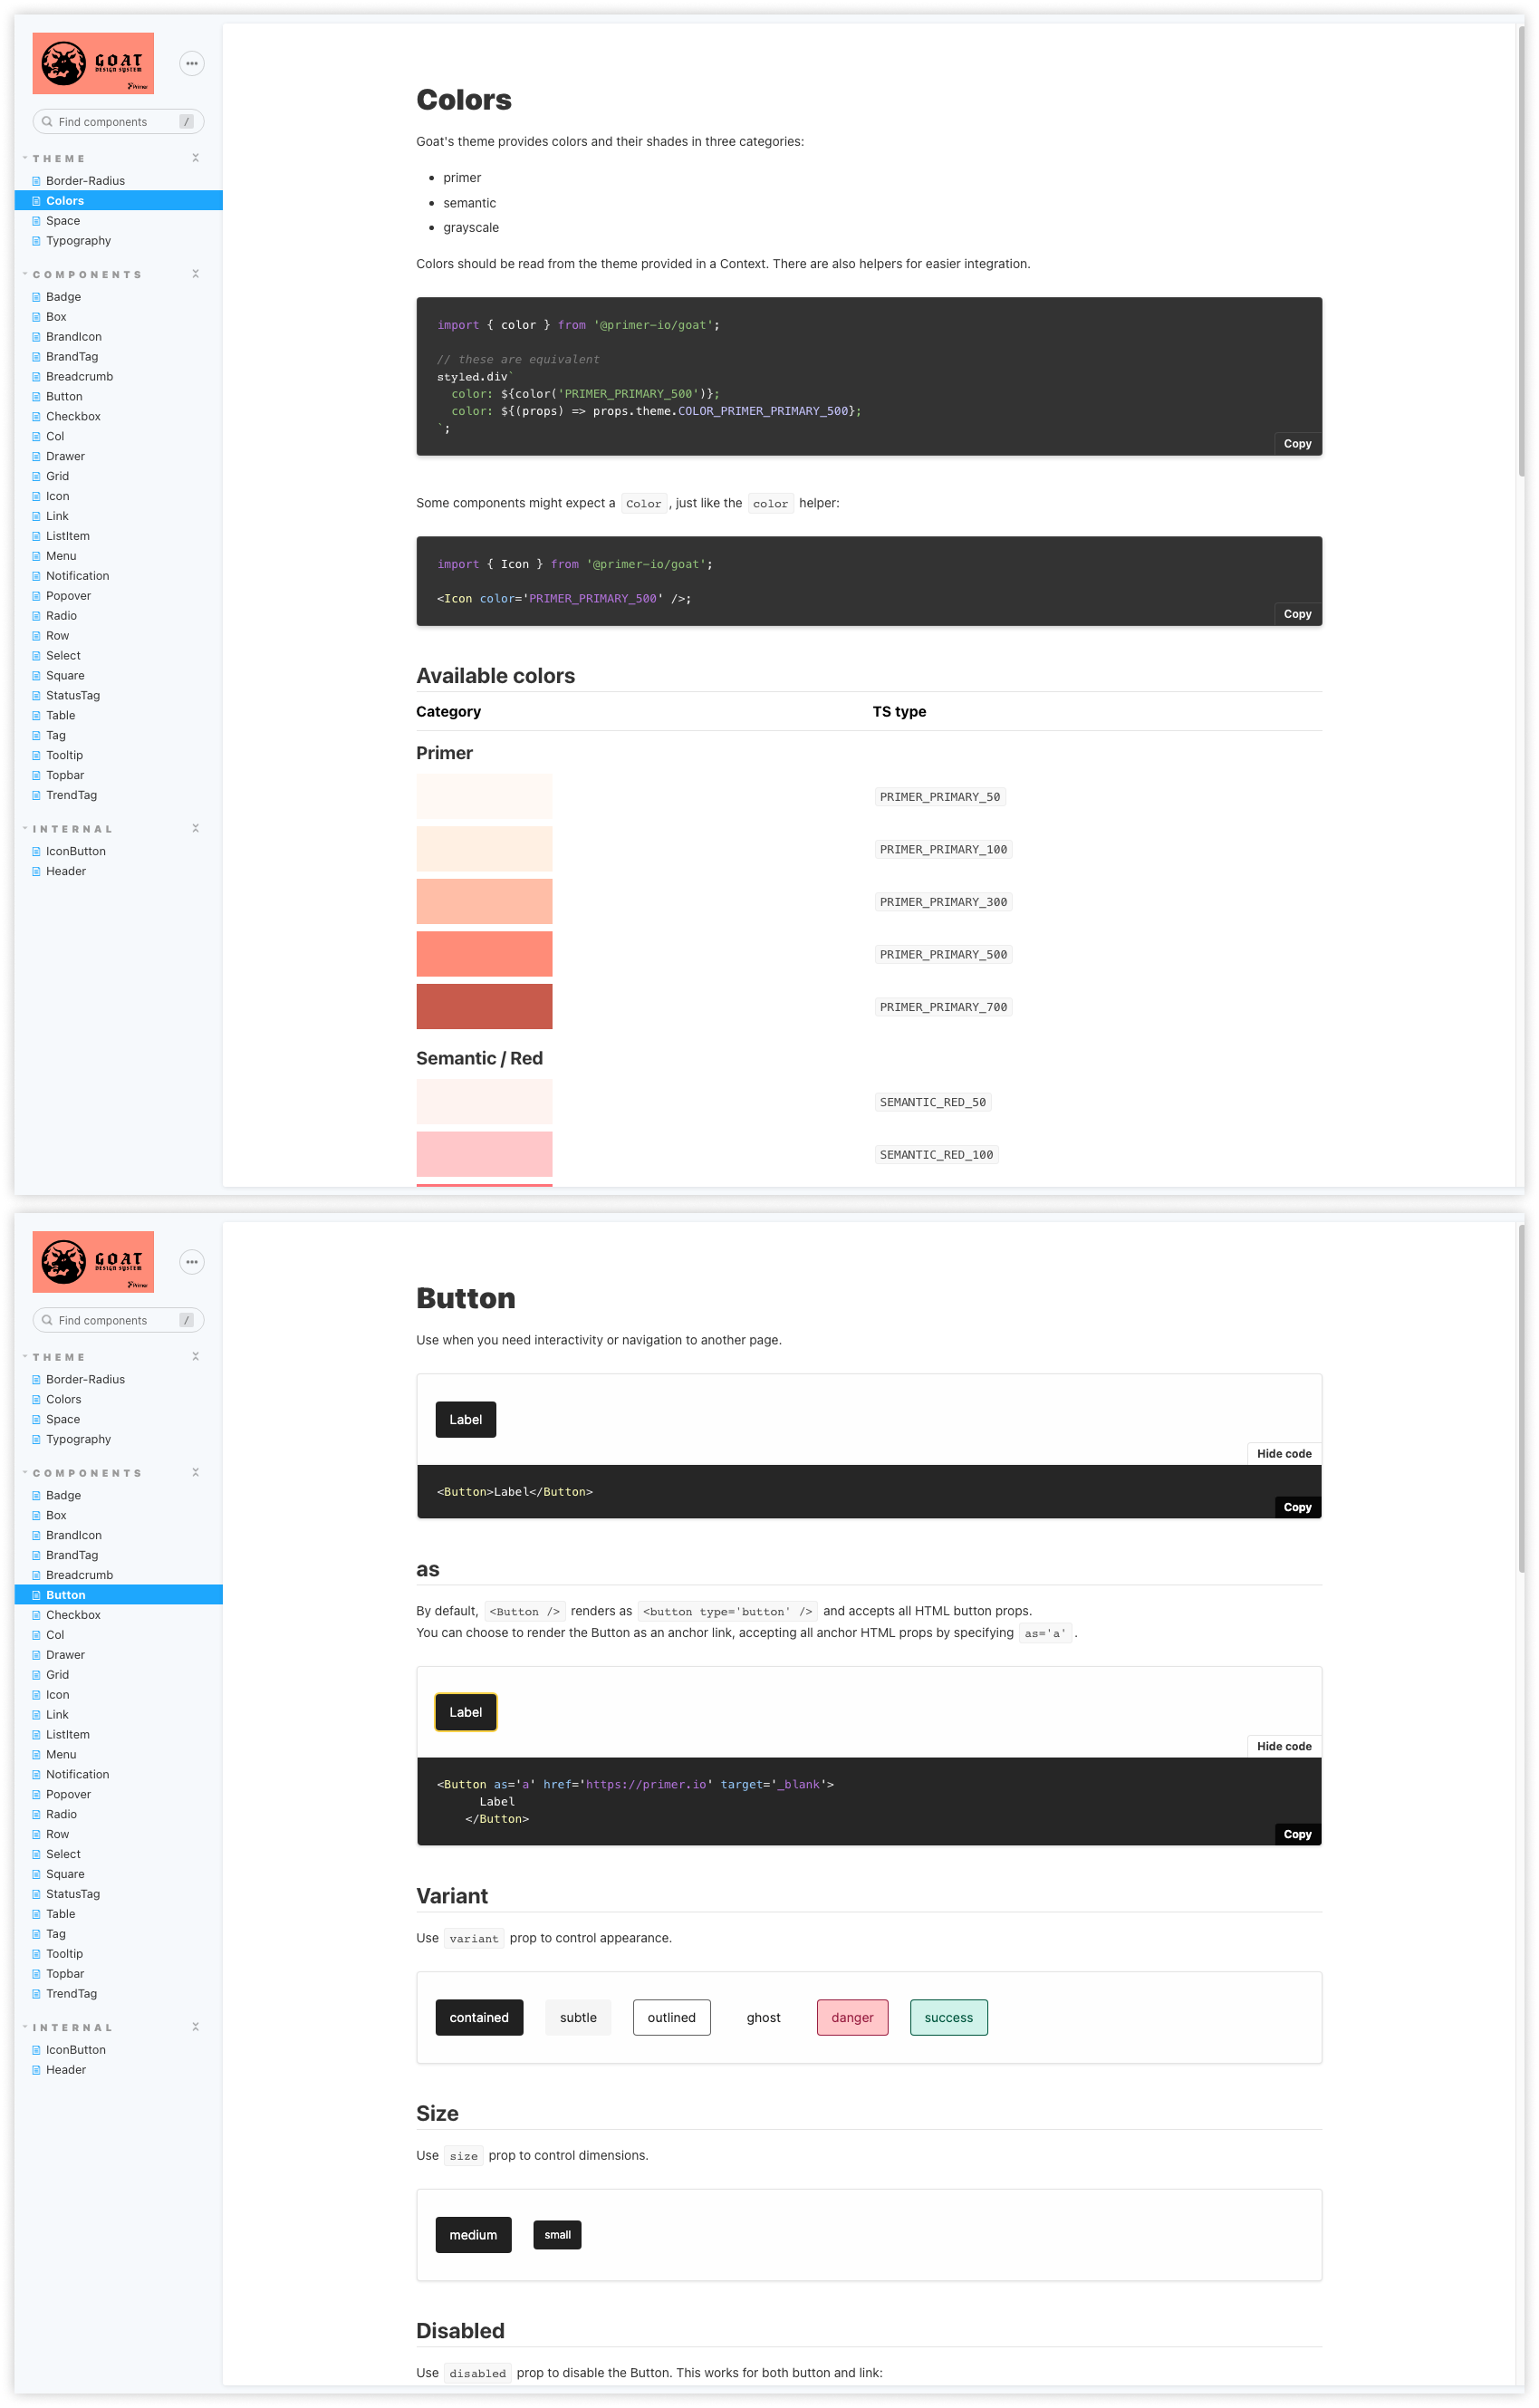 GOAT
DESIGN SYSTEM
Primer
Find components
/
THEME
Border-Radius
Colors
Space
Typography
COMPONENTS
Badge
Box
BrandIcon
BrandTag
Breadcrumb
Button
Checkbox
Col
Drawer
Grid
Icon
Link
ListItem
Menu
Notification
Popover
Radio
Row
Select
Square
StatusTag
Table
Tag
Tooltip
Topbar
TrendTag
INTERNAL
IconButton
Header
Colors
Goat's theme provides colors and their shades in three categories:
primer
semantic
grayscale
Colors should be read from the theme provided in a Context. There are also helpers for easier integration.
import { color } from '@primer-io/goat';
// these are equivalent
styled.div`
color: ${color('PRIMER_PRIMARY_500')};
color: ${(props) => props.theme.COLOR_PRIMER_PRIMARY_500};
`;
Copy
Some components might expect a Color, just like the color helper:
import { Icon } from '@primer-io/goat';
<Icon color='PRIMER_PRIMARY_500' />;
Copy
Available colors
Category TS type
Primer
PRIMER_PRIMARY_50
PRIMER_PRIMARY_100
PRIMER_PRIMARY_300
PRIMER_PRIMARY_500
PRIMER_PRIMARY_700
Semantic / Red
SEMANTIC_RED_50
SEMANTIC_RED_100
GOAT
DESIGN SYSTEM
Primer
Find components
/
THEME
Border-Radius
Colors
Space
Typography
COMPONENTS
Badge
Box
BrandIcon
BrandTag
Breadcrumb
Button
Checkbox
Col
Drawer
Grid
Icon
Link
ListItem
Menu
Notification
Popover
Radio
Row
Select
Square
StatusTag
Table
Tag
Tooltip
Topbar
TrendTag
INTERNAL
IconButton
Header
Button
Use when you need interactivity or navigation to another page.
Label
Hide code
<Button>Label</Button>
Copy
as
By default, <Button /> renders as <button type='button' /> and accepts all HTML button props.
You can choose to render the Button as an anchor link, accepting all anchor HTML props by specifying as='a'.
Label
Hide code
<Button as='a' href='https://primer.io' target='_blank'>
Label
</Button>
Copy
Variant
Use variant prop to control appearance.
contained subtle outlined ghost danger success
Size
Use size prop to control dimensions.
medium small
Disabled
Use disabled prop to disable the Button. This works for both button and link: